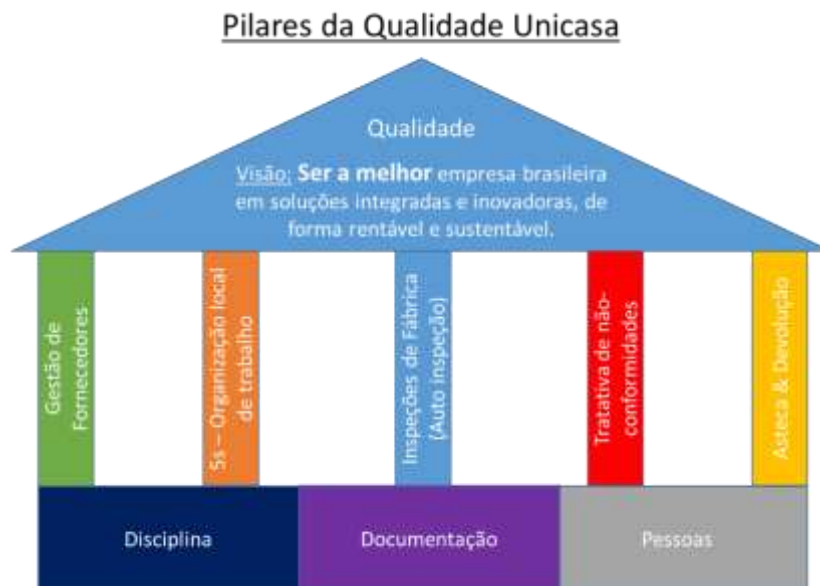 Pilares da Qualidade Unicasa
Qualidade
Visão: Ser a melhor empresa brasileira
em soluções integradas e inovadoras, de
forma rentável e sustentável.
Gestão de
Fornecedores
5s – Organização local
de trabalho
Inspeções de Fábrica
(Auto inspeção)
Tratativa de não-
conformidades
Asteca & Devolução
Disciplina
Documentação
Pessoas